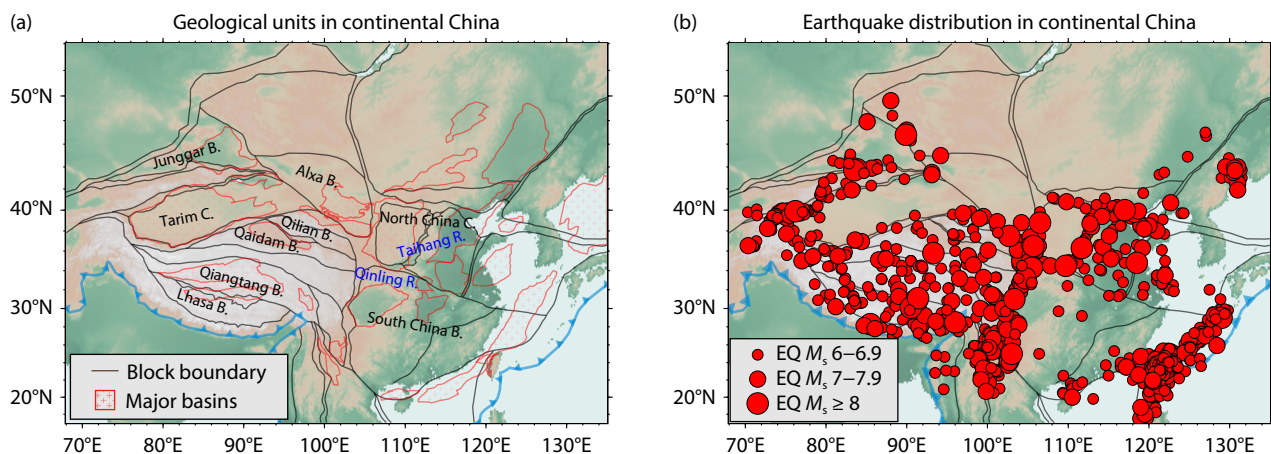 (a)
Geological units in continental China
50°N
40°N
30°N
20°N
Junggar B.
Alxa B.
Tarim C.
North China C.
Qilian B.
Taihang R.
Qaidam B.
Qiangtang B.
Qinling R.
Lhasa B.
South China B.
Block boundary
Major basins
70°E 80°E 90°E 100°E 110°E 120°E 130°E
(b)
Earthquake distribution in continental China
50°N
40°N
30°N
20°N
EQ Ms 6−6.9
EQ Ms 7−7.9
EQ Ms ≥ 8
70°E 80°E 90°E 100°E 110°E 120°E 130°E